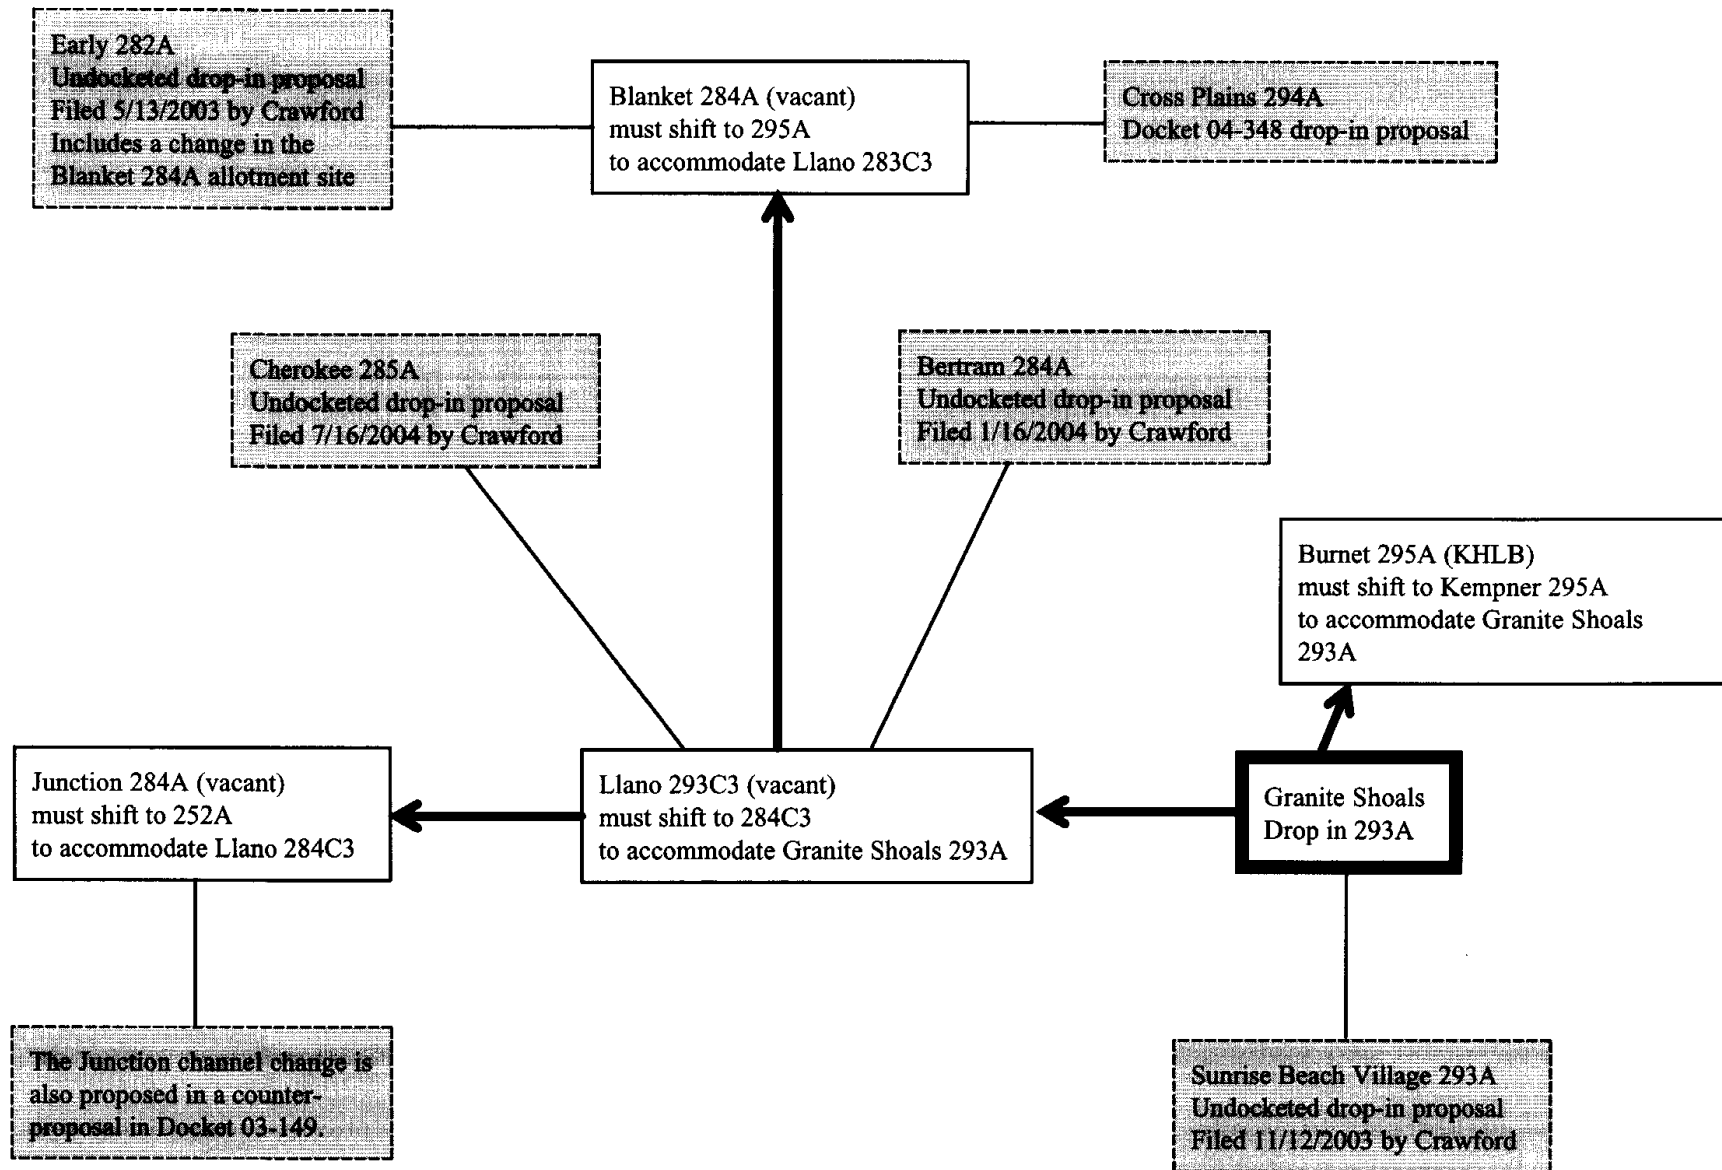 Early 282A
Undocketed drop-in proposal
Filed 5/13/2003 by Crawford
Includes a change in the
Blanket 284A allotment site
Blanket 284A (vacant)
must shift to 295A
to accommodate Llano 283C3
Cross Plains 294A
Docket 04-348 drop-in proposal
Cherokee 285A
Undocketed drop-in proposal
Filed 7/16/2004 by Crawford
Bertram 284A
Undocketed drop-in proposal
Filed 1/16/2004 by Crawford
Burnet 295A (KHLB)
must shift to Kempner 295A
to accommodate Granite Shoals
293A
Junction 284A (vacant)
must shift to 252A
to accommodate Llano 284C3
Llano 293C3 (vacant)
must shift to 284C3
to accommodate Granite Shoals 293A
Granite Shoals
Drop in 293A
The Junction channel change is
also proposed in a counter-
proposal in Docket 03-149.
Sunrise Beach Village 293A
Undocketed drop-in proposal
Filed 11/12/2003 by Crawford